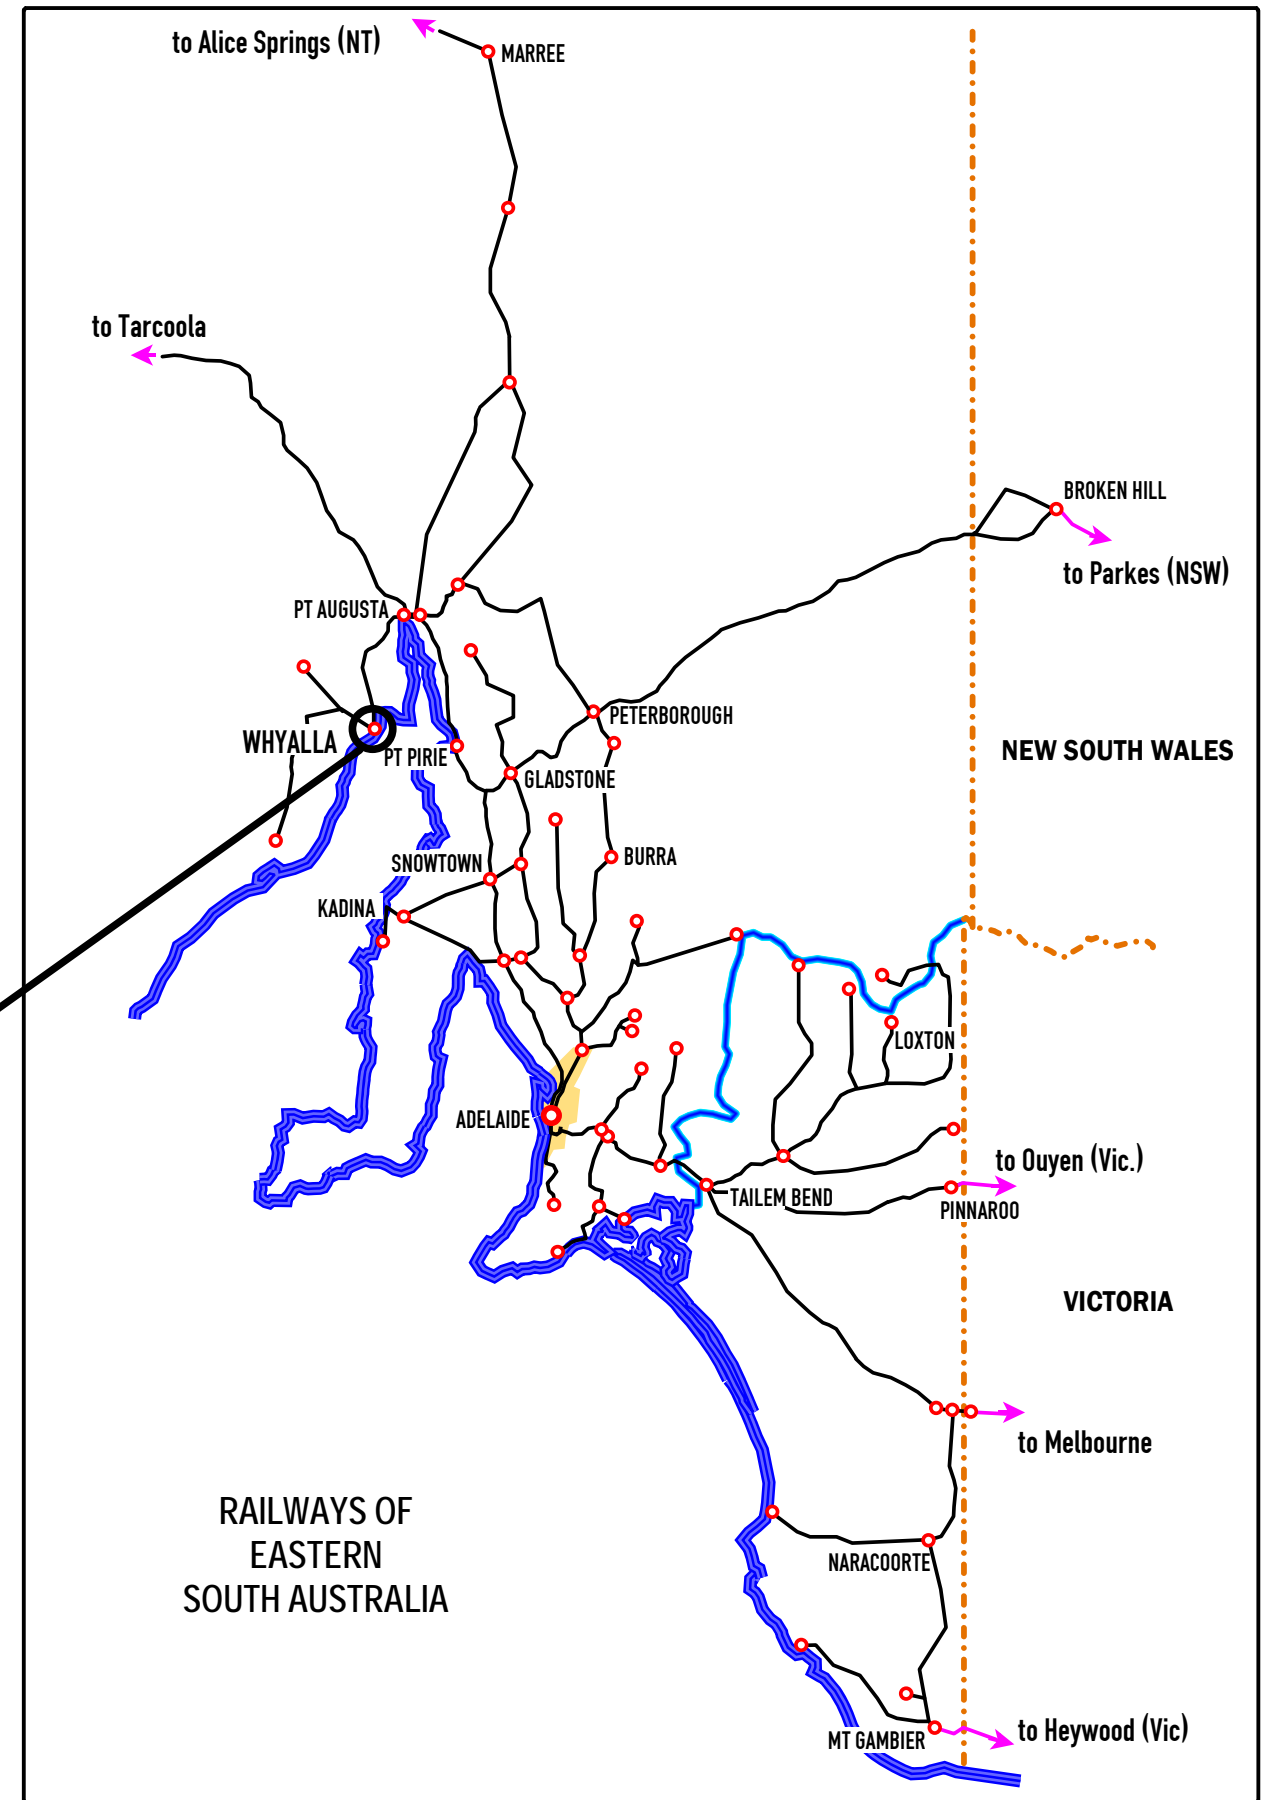 to Alice Springs (NT)
MARREE
to Tarcoola
BROKEN HILL
to Parkes (NSW)
PT AUGUSTA
PETERBOROUGH
WHYALLA
PT PIRIE
NEW SOUTH WALES
GLADSTONE
SNOWTOWN
BURRA
KADINA
LOXTON
ADELAIDE
to Ouyen (Vic.)
TAILEM BEND
PINNAROO
VICTORIA
to Melbourne
RAILWAYS OF
EASTERN
SOUTH AUSTRALIA
NARACOORTE
MT GAMBIER
to Heywood (Vic)